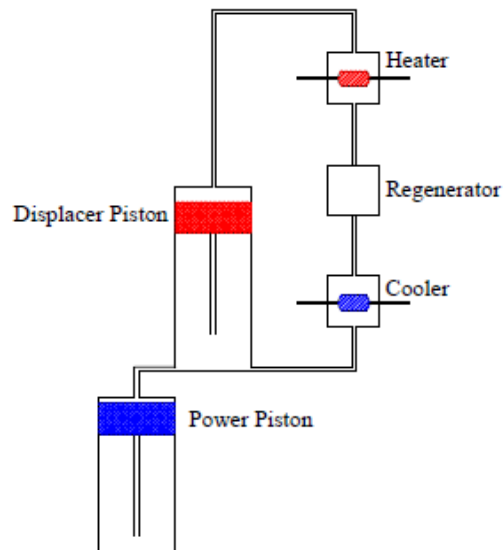 Heater
Regenerator
Displacer Piston
Cooler
Power Piston